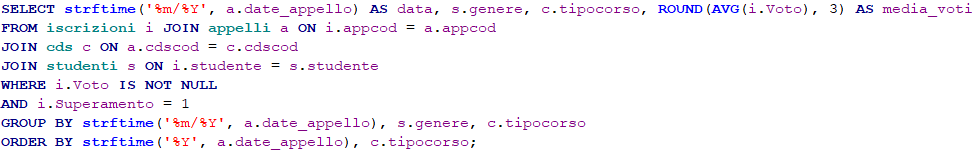 SELECT strftime('%m/%Y', a.date_appello) AS data, s.genere, c.tipocorso, ROUND(AVG(i.Voto), 3) AS media_voti
FROM iscrizioni i JOIN appelli a ON i.appcod = a.appcod
JOIN cds c ON a.cdscod = c.cdscod
JOIN studenti s ON i.studente = s.studente
WHERE i.Voto IS NOT NULL
AND i.Superamento = 1
GROUP BY strftime('%m/%Y', a.date_appello), s.genere, c.tipocorso
ORDER BY strftime('%Y', a.date_appello), c.tipocorso;